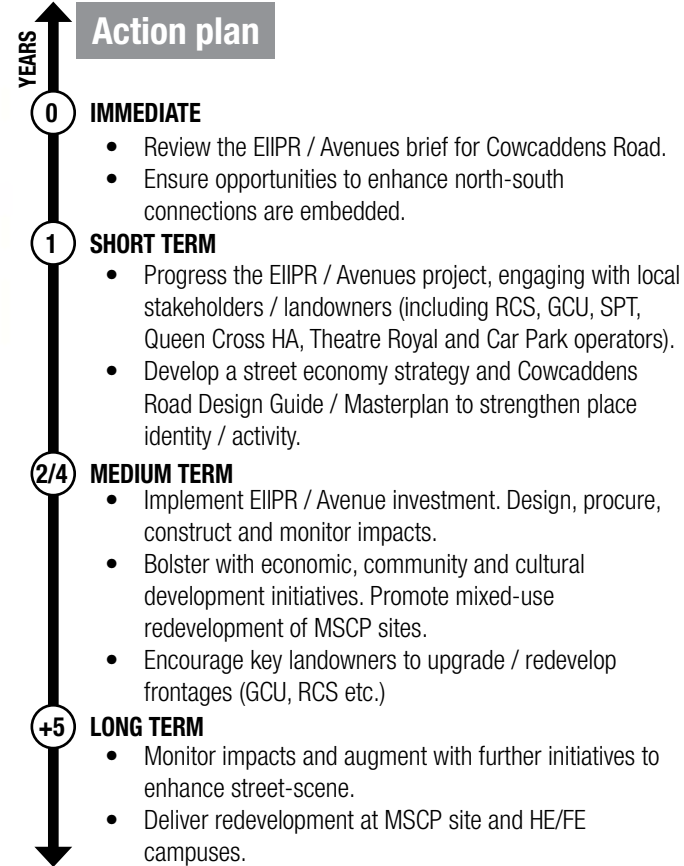 Action plan
YEARS
0 IMMEDIATE
• Review the EIIPR / Avenues brief for Cowcaddens Road.
• Ensure opportunities to enhance north-south
connections are embedded.
1 SHORT TERM
• Progress the EIIPR / Avenues project, engaging with local
stakeholders / landowners (including RCS, GCU, SPT,
Queen Cross HA, Theatre Royal and Car Park operators).
• Develop a street economy strategy and Cowcaddens
Road Design Guide / Masterplan to strengthen place
identity / activity.
2/4 MEDIUM TERM
• Implement EIIPR / Avenue investment. Design, procure,
construct and monitor impacts.
• Bolster with economic, community and cultural
development initiatives. Promote mixed-use
redevelopment of MSCP sites.
• Encourage key landowners to upgrade / redevelop
frontages (GCU, RCS etc.)
+5 LONG TERM
• Monitor impacts and augment with further initiatives to
enhance street-scene.
• Deliver redevelopment at MSCP site and HE/FE
campuses.